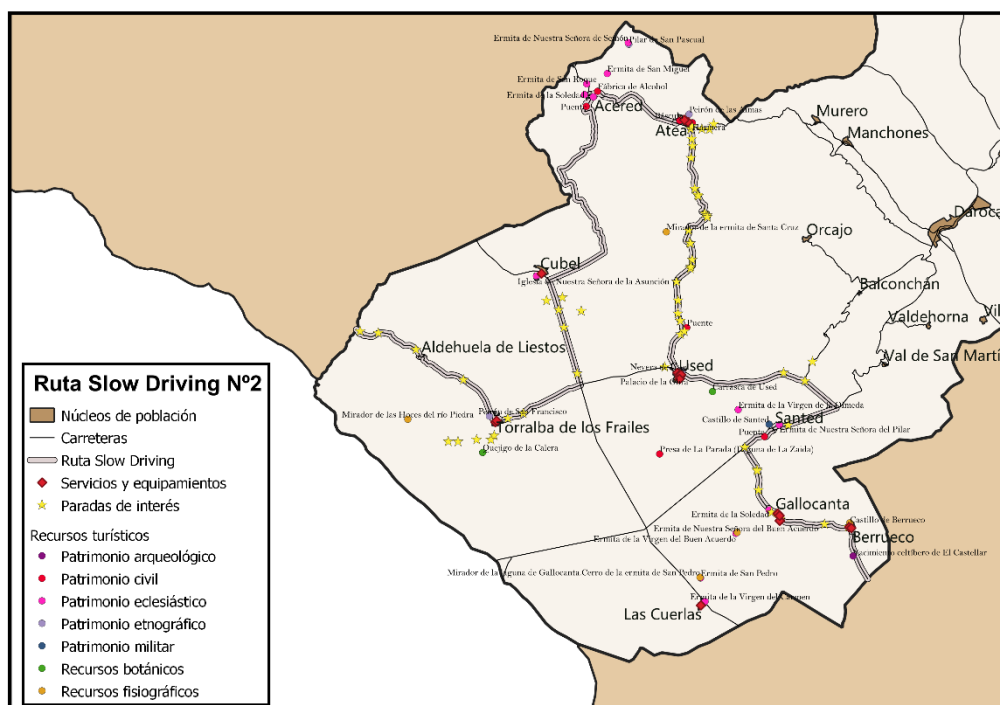 Ermita de Nuestra Señora de Semón
Pilar de San Pascual
Ermita de San Miguel
Ermita de San Roque
Fábrica de Alcohol
Ermita de la Soledad
Acered
Puente
Peirón de las Almas
Atea
Murero
Manchones
Daroca
Mirador de la ermita de Santa Cruz
Orcajo
Cubel
Iglesia de Nuestra Señora de la Asunción
Balconchán
Puente
Valdehorna
Vil
Aldehuela de Liestos
Val de San Martí
Nevera de
Used
Palacio de la
Carrasca de Used
Mirador de las Hoces del río Piedra
de San Francisco
Ermita de la Virgen de la Olmeda
Torralba de los Frailes
Castillo de Santed
Santed
Ermita de Nuestra Señora del Pilar
Puente
Quejigo de la Calera
Presa de La Parada (Laguna de La Zaida)
Gallocanta
Ermita de la Soledad
Castillo de Berrueco
Ermita de Nuestra Señora del Buen Acuerdo
Berrueco
Ermita de la Virgen del Buen Acuerdo
Yacimiento celtíbero de El Castellar
Mirador de la laguna de Gallocanta Cerro de la ermita de San Pedro
Ermita de San Pedro
Ermita de la Virgen del Carmen
Las Cuerlas
Ruta Slow Driving Nº2
Núcleos de población
Carreteras
Ruta Slow Driving
Servicios y equipamientos
Paradas de interés
Recursos turísticos
Patrimonio arqueológico
Patrimonio civil
Patrimonio eclesiástico
Patrimonio etnográfico
Patrimonio militar
Recursos botánicos
Recursos fisiográficos